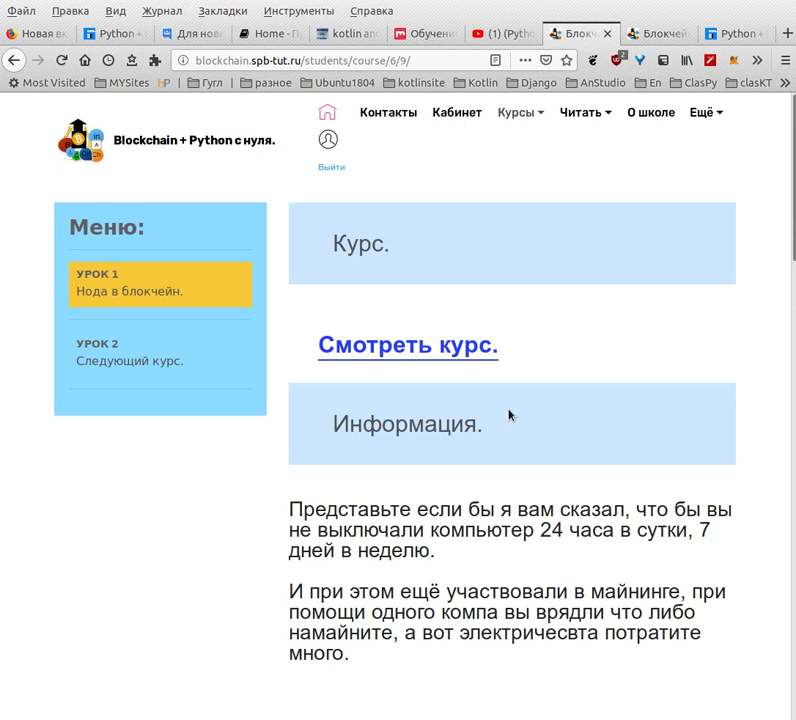 Файл Правка Вид Журнал Закладки Инструменты Справка
Новая вк Python + Для новы Home - П kotlin and Обучени (1) (Pytho Блокч Блокчей Python +
blockchain.spb-tut.ru/students/course/6/9/
Most Visited MYSites bP Гугл разное Ubuntu1804 kotlinsite Kotlin Django AnStudio En ClasPy clasKT
Blockchain + Python с нуля.
Контакты Кабинет Курсы Читать О школе Ещё
Выйти
Меню:
УРОК 1
Нода в блокчейн.
УРОК 2
Следующий курс.
Курс.
Смотреть курс.
Информация.
Представьте если бы я вам сказал, что бы вы
не выключали компьютер 24 часа в сутки, 7
дней в неделю.
И при этом ещё участвовали в майнинге, при
помощи одного компа вы врядли что либо
намайните, а вот электричесвта потратите
много.